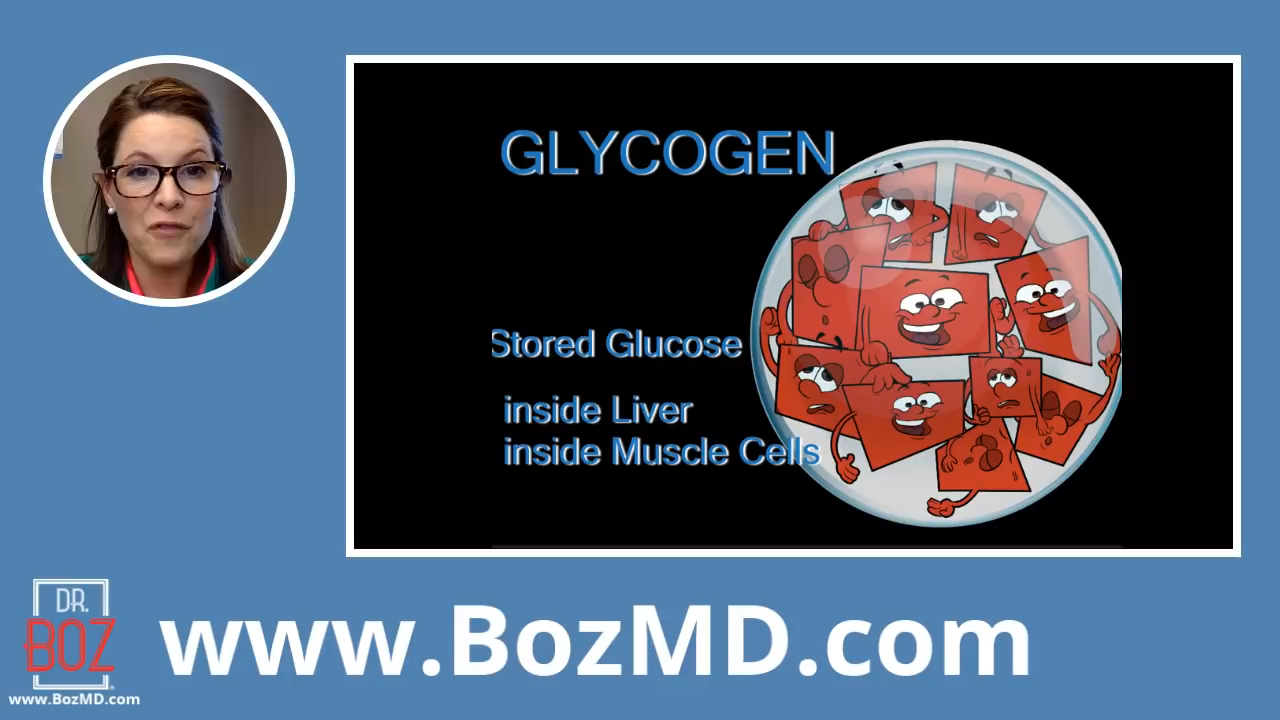 GLYCOGEN
Stored Glucose
inside Liver
inside Muscle Cells
DR.
BOZ
www.BozMD.com
www.BozMD.com